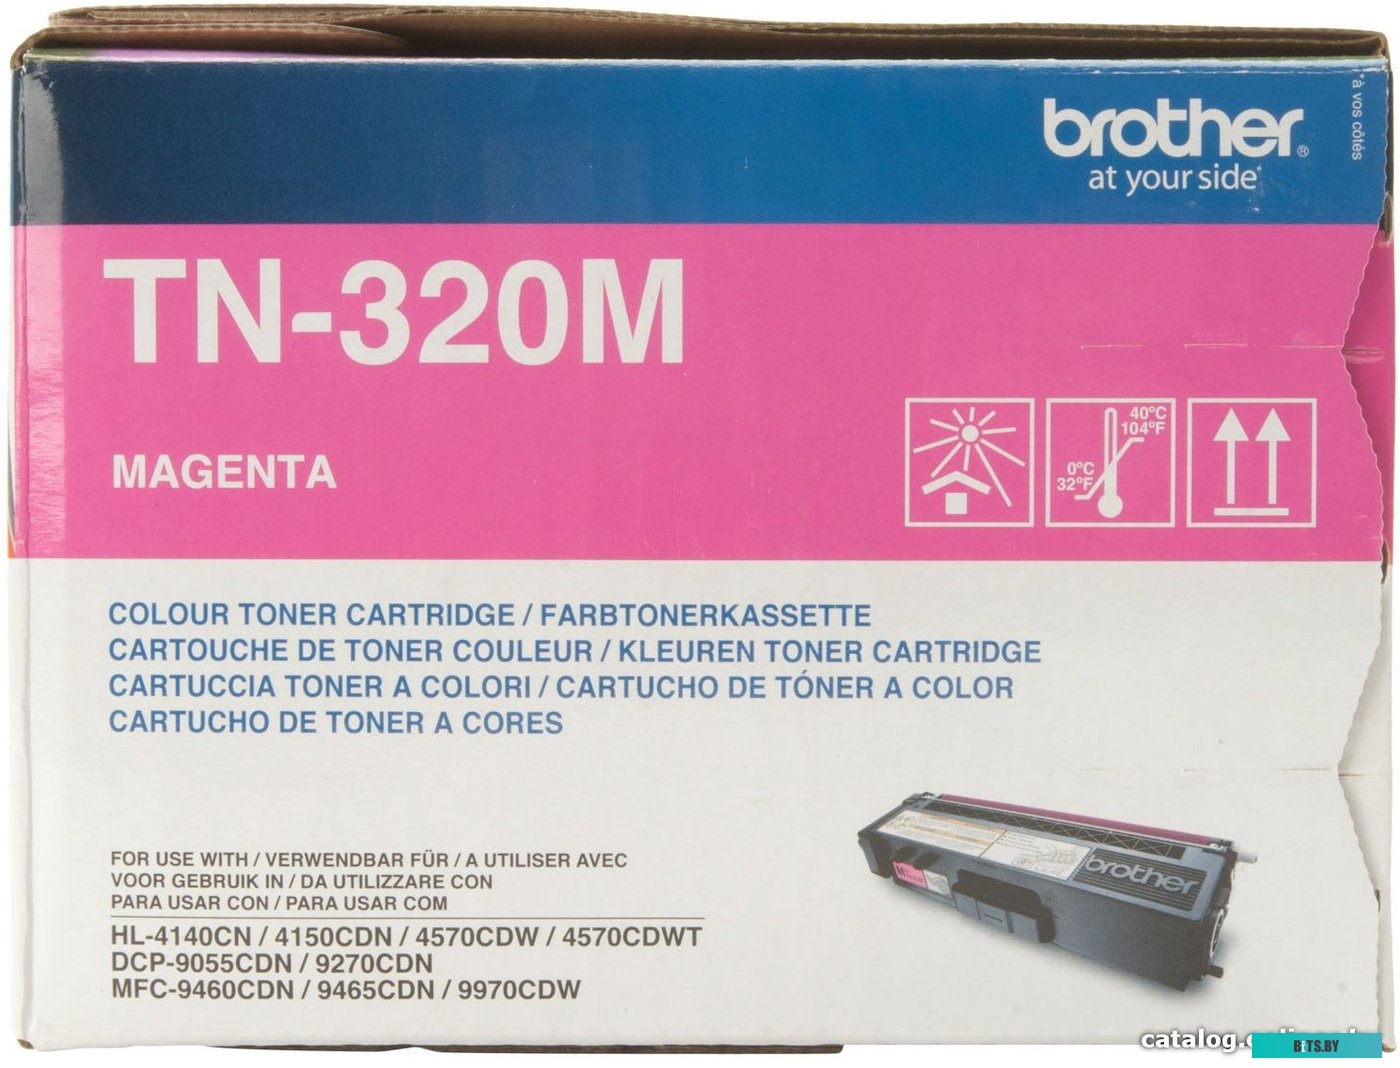 brother®
at your side
*à vos côtés
TN-320M
40°C
104°F
0°C
32°F
MAGENTA
COLOUR TONER CARTRIDGE / FARBTONERKASSETTE
CARTOUCHE DE TONER COULEUR / KLEUREN TONER CARTRIDGE
CARTUCCIA TONER A COLORI / CARTUCHO DE TÓNER A COLOR
CARTUCHO DE TONER A CORES
FOR USE WITH / VERWENDBAR FÜR / A UTILISER AVEC
VOOR GEBRUIK IN / DA UTILIZZARE CON
PARA USAR CON / PARA USAR COM
HL-4140CN / 4150CDN / 4570CDW / 4570CDWT
DCP-9055CDN / 9270CDN
MFC-9460CDN / 9465CDN / 9970CDW
brother
M
catalog.
BiTS.BY